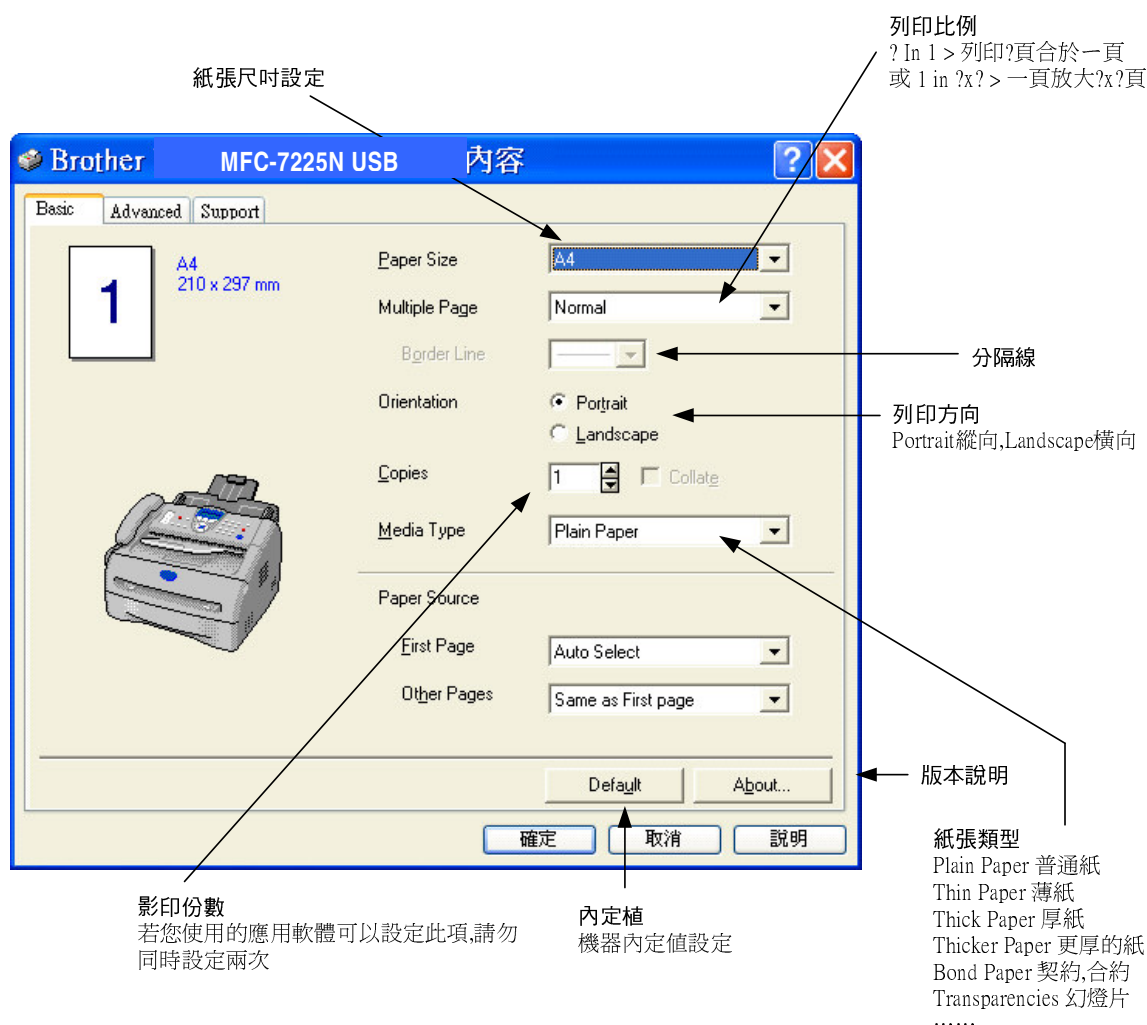 列印比例
? In 1 > 列印?頁合於一頁
或 1 in ?x? > 一頁放大?x?頁
紙張尺吋設定
Brother MFC-7225N USB 內容
Basic Advanced Support
1
A4
210 x 297 mm
Paper Size A4
Multiple Page Normal
Border Line
分隔線
Orientation Portrait
Landscape
列印方向
Portrait縱向,Landscape橫向
Copies 1 Collate
Media Type Plain Paper
Paper Source
First Page Auto Select
Other Pages Same as First page
Default About...
版本說明
確定 取消 說明
紙張類型
Plain Paper 普通紙
Thin Paper 薄紙
Thick Paper 厚紙
Thicker Paper 更厚的紙
Bond Paper 契約,合約
Transparencies 幻燈片
......
影印份數
若您使用的應用軟體可以設定此項,請勿
同時設定兩次
內定植
機器內定值設定